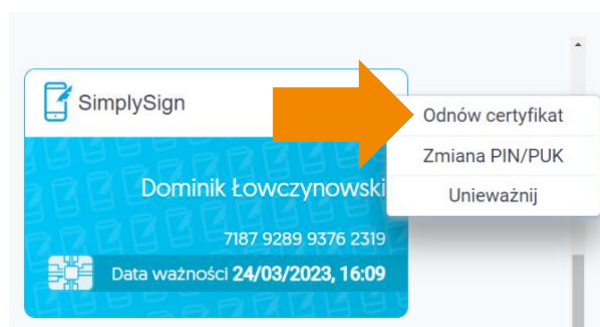 SimplySign
Odnów certyfikat
Zmiana PIN/PUK
Unieważnij
Dominik Łowczynowski
7187 9289 9376 2319
Data ważności 24/03/2023, 16:09